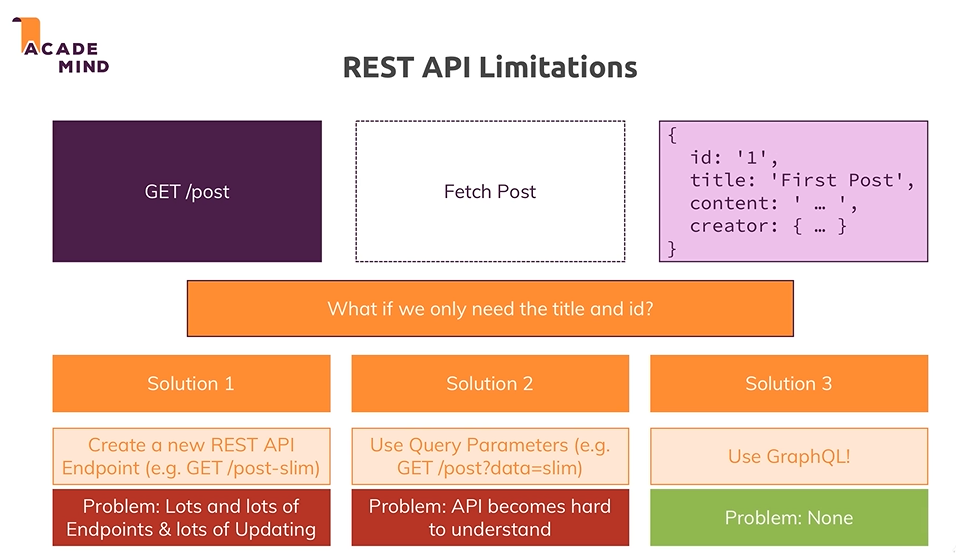 ACADE
MIND
REST API Limitations
GET /post
Fetch Post
{
  id: '1',
  title: 'First Post',
  content: ' … ',
  creator: { … }
}
What if we only need the title and id?
Solution 1
Create a new REST API
Endpoint (e.g. GET /post-slim)
Problem: Lots and lots of
Endpoints & lots of Updating
Solution 2
Use Query Parameters (e.g.
GET /post?data=slim)
Problem: API becomes hard
to understand
Solution 3
Use GraphQL!
Problem: None